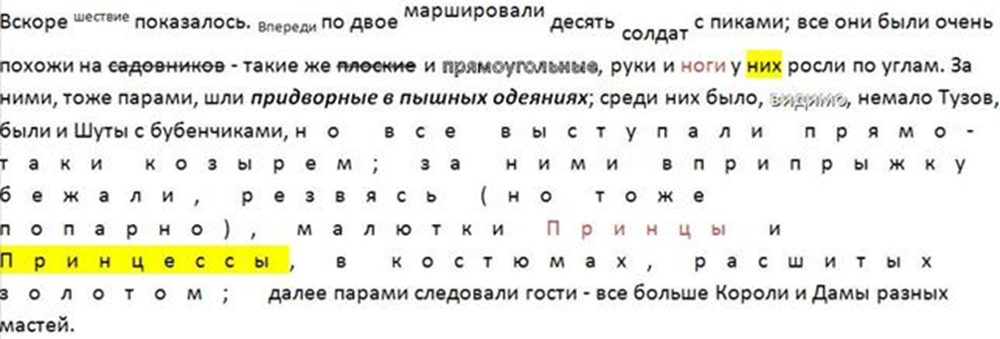 Вскоре шествие показалось. Впереди по двое маршировали десять солдат с пиками; все они были очень
похожи на садовников - такие же плоские и прямоугольные, руки и ноги у них росли по углам. За
ними, тоже парами, шли придворные в пышных одеяниях; среди них было, видимо, немало Тузов,
были и Шуты с бубенчиками, но все выступали прямо-
таки козырем; за ними вприпрыжку
бежали, резвясь (но тоже
попарно), малютки Принцы и
Принцессы, в костюмах, расшитых
золотом; далее парами следовали гости - все больше Короли и Дамы разных
мастей.